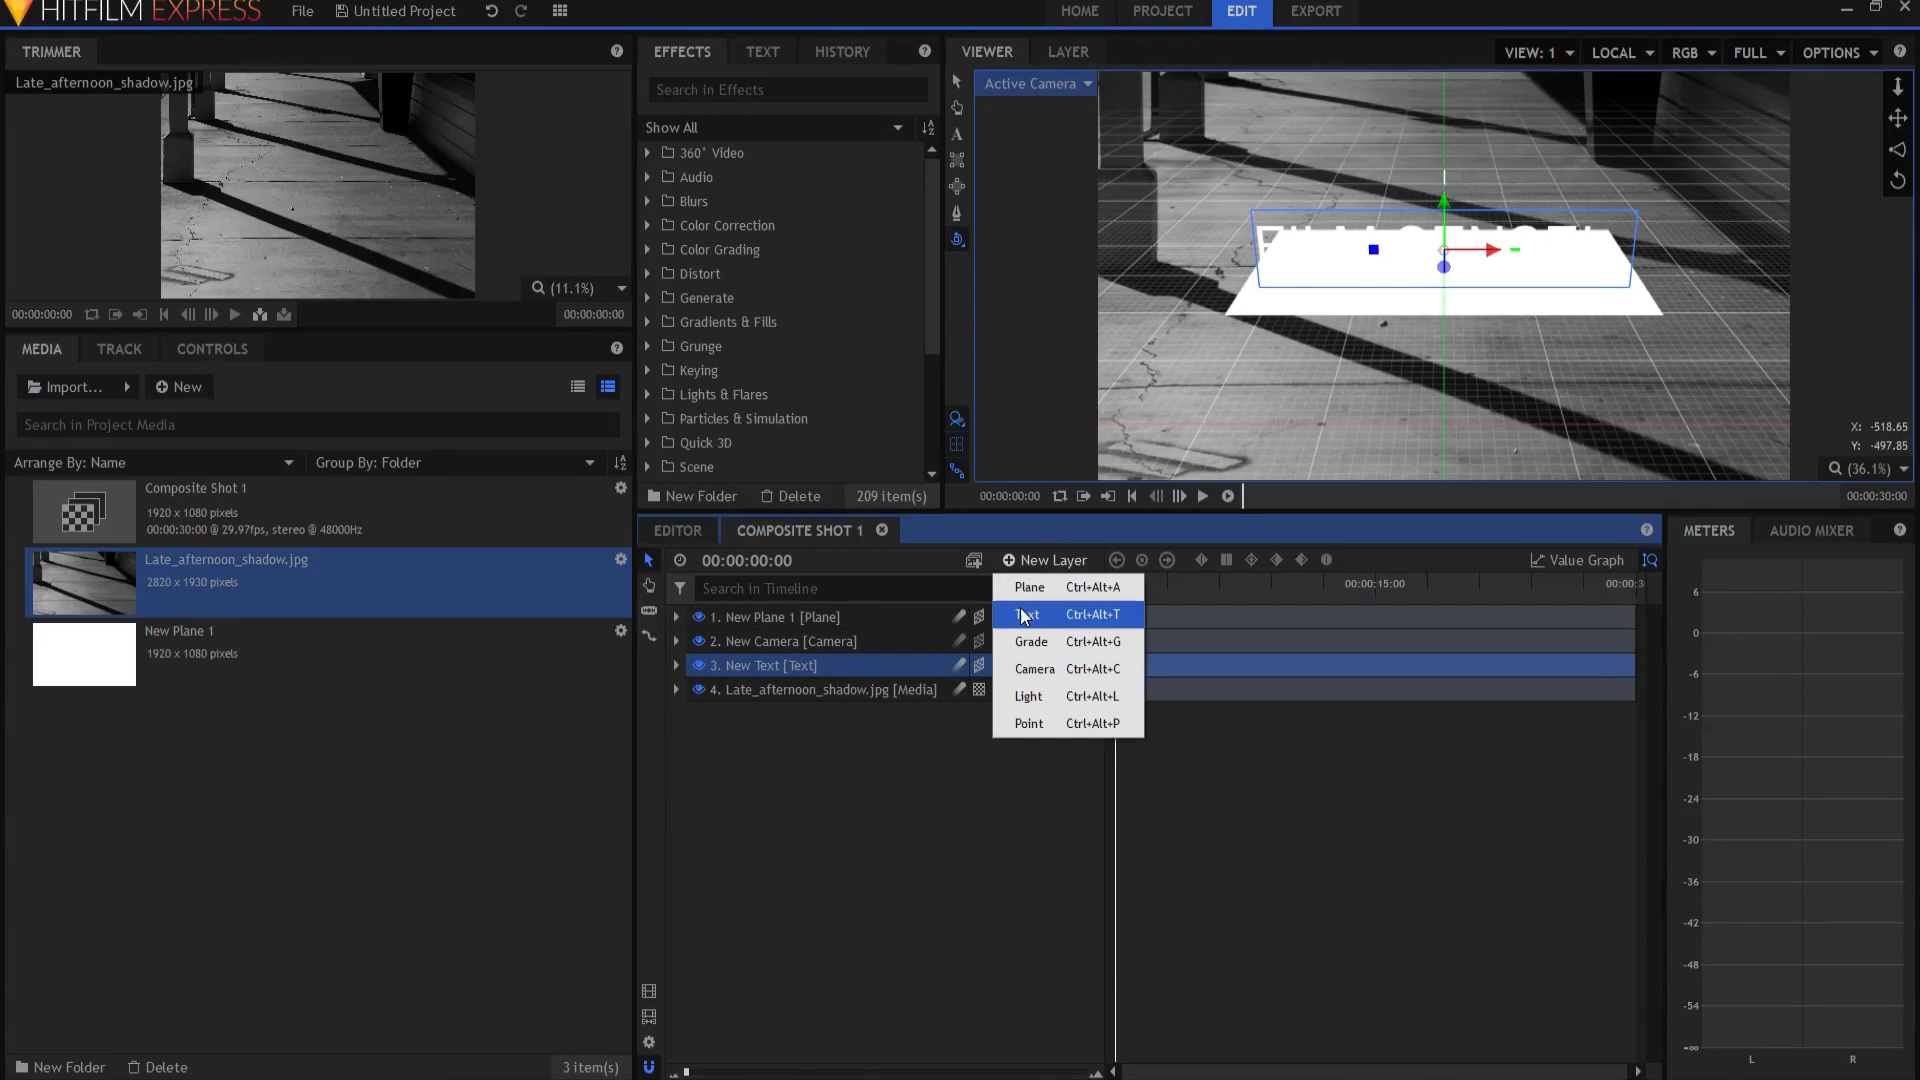 HITFILM EXPRESS
File
Untitled Project
HOME
PROJECT
EDIT
EXPORT
TRIMMER
Late_afternoon_shadow.jpg
(11.1%)
00:00:00:00
00:00:00:00
MEDIA
TRACK
CONTROLS
Import...
New
Search in Project Media
Arrange By: Name
Group By: Folder
Composite Shot 1
1920 x 1080 pixels
00:00:30:00 @ 29.97fps, stereo @ 48000Hz
Late_afternoon_shadow.jpg
2820 x 1930 pixels
New Plane 1
1920 x 1080 pixels
New Folder
Delete
3 item(s)
EFFECTS
TEXT
HISTORY
Search in Effects
Show All
360° Video
Audio
Blurs
Color Correction
Color Grading
Distort
Generate
Gradients & Fills
Grunge
Keying
Lights & Flares
Particles & Simulation
Quick 3D
Scene
New Folder
Delete
209 item(s)
VIEWER
LAYER
VIEW: 1
LOCAL
RGB
FULL
OPTIONS
Active Camera
X: -518.65
Y: -497.85
(36.1%)
00:00:00:00
00:00:30:00
EDITOR
COMPOSITE SHOT 1
00:00:00:00
New Layer
Value Graph
Search in Timeline
00:00:15:00
00:00:3
1. New Plane 1 [Plane]
2. New Camera [Camera]
3. New Text [Text]
4. Late_afternoon_shadow.jpg [Media]
Plane Ctrl+Alt+A
Text Ctrl+Alt+T
Grade Ctrl+Alt+G
Camera Ctrl+Alt+C
Light Ctrl+Alt+L
Point Ctrl+Alt+P
METERS
AUDIO MIXER
6
0
-6
-12
-18
-24
-30
-36
-42
-48
-54
-∞
L
R